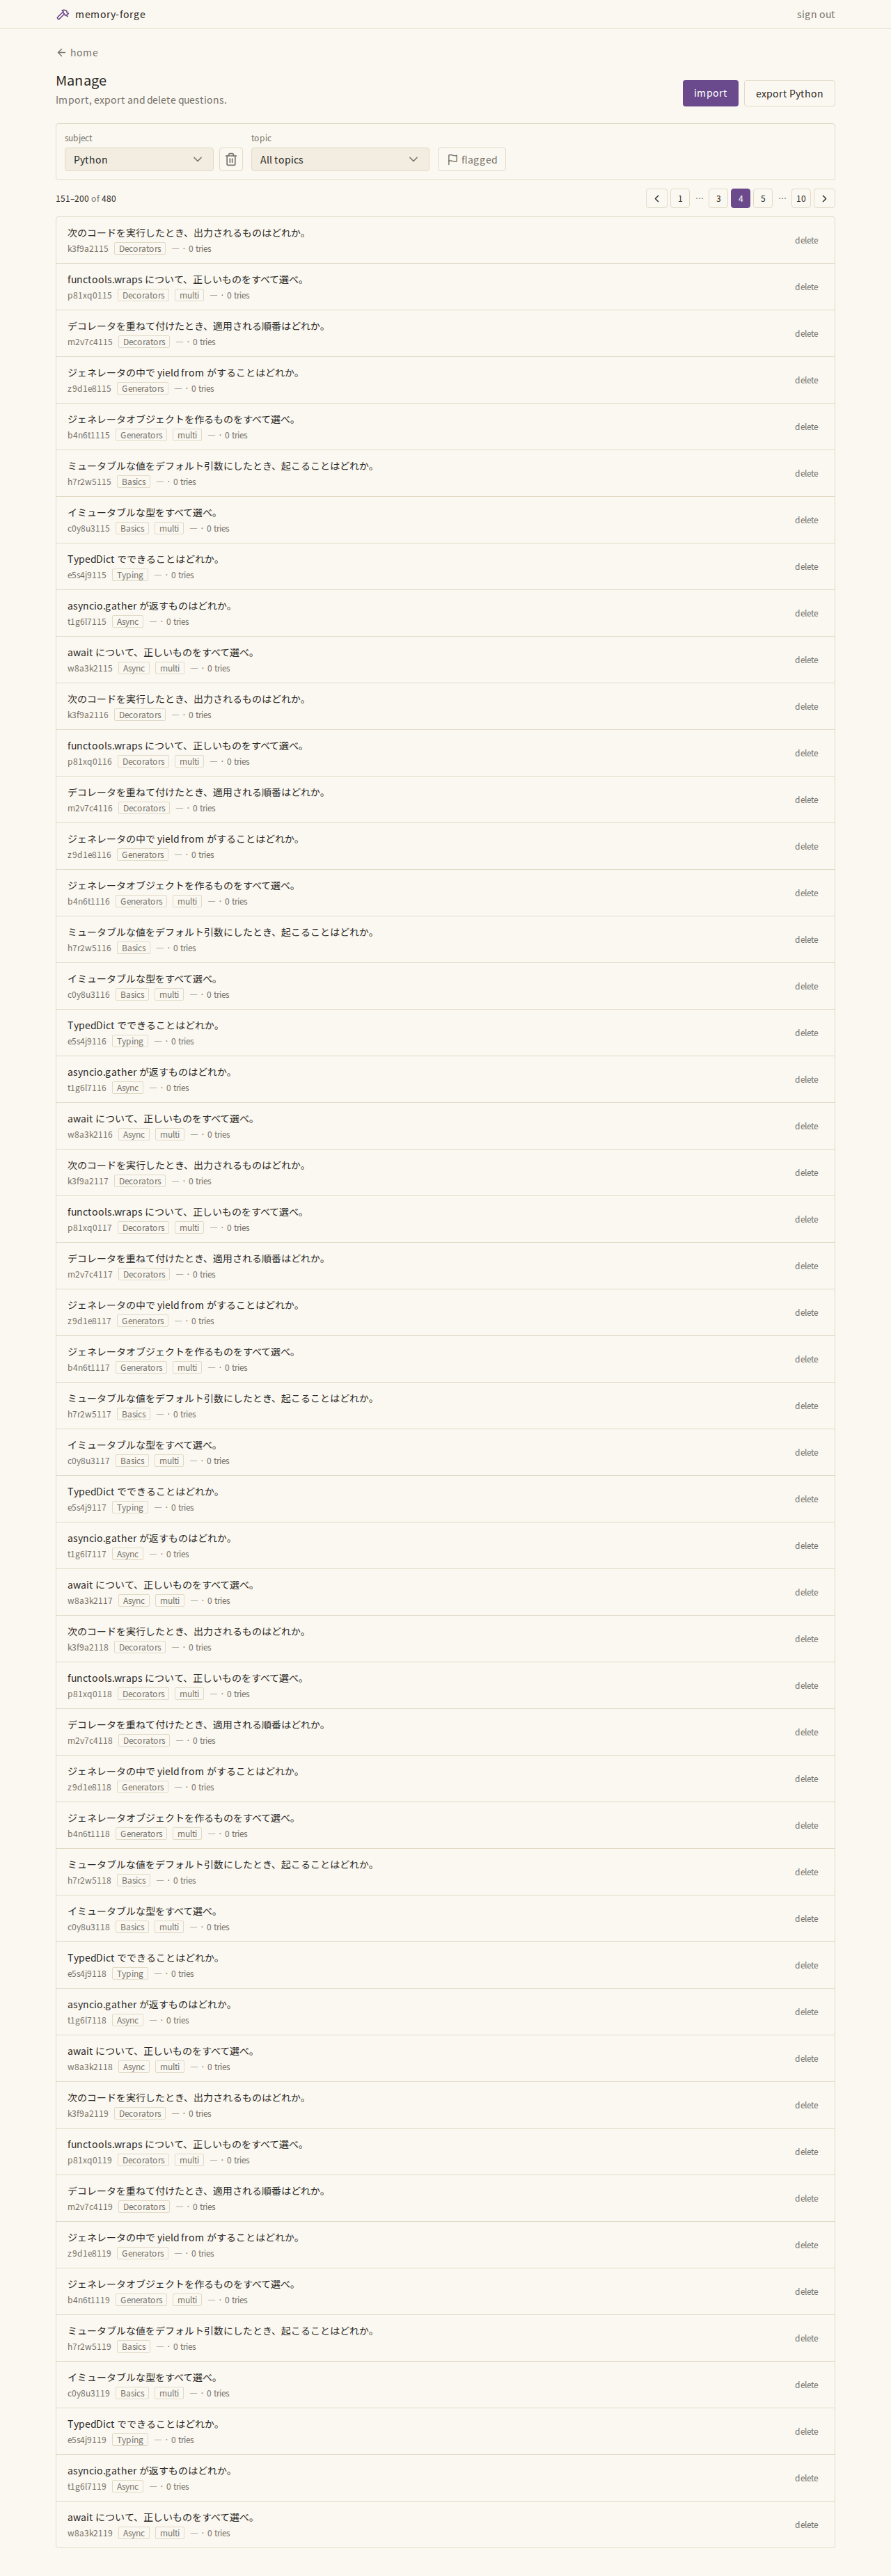 memory-forge
sign out
← home
Manage
Import, export and delete questions.
import
export Python
subject
topic
Python
All topics
flagged
151–200 of 480
1 ··· 3 4 5 ··· 10
次のコードを実行したとき、出力されるものはどれか。
k3f9a2115 Decorators — · 0 tries
delete
functools.wraps について、正しいものをすべて選べ。
p81xq0115 Decorators multi — · 0 tries
delete
デコレータを重ねて付けたとき、適用される順番はどれか。
m2v7c4115 Decorators — · 0 tries
delete
ジェネレータの中で yield from がすることはどれか。
z9d1e8115 Generators — · 0 tries
delete
ジェネレータオブジェクトを作るものをすべて選べ。
b4n6t1115 Generators multi — · 0 tries
delete
ミュータブルな値をデフォルト引数にしたとき、起こることはどれか。
h7r2w5115 Basics — · 0 tries
delete
イミュータブルな型をすべて選べ。
c0y8u3115 Basics multi — · 0 tries
delete
TypedDict でできることはどれか。
e5s4j9115 Typing — · 0 tries
delete
asyncio.gather が返すものはどれか。
t1g6l7115 Async — · 0 tries
delete
await について、正しいものをすべて選べ。
w8a3k2115 Async multi — · 0 tries
delete
次のコードを実行したとき、出力されるものはどれか。
k3f9a2116 Decorators — · 0 tries
delete
functools.wraps について、正しいものをすべて選べ。
p81xq0116 Decorators multi — · 0 tries
delete
デコレータを重ねて付けたとき、適用される順番はどれか。
m2v7c4116 Decorators — · 0 tries
delete
ジェネレータの中で yield from がすることはどれか。
z9d1e8116 Generators — · 0 tries
delete
ジェネレータオブジェクトを作るものをすべて選べ。
b4n6t1116 Generators multi — · 0 tries
delete
ミュータブルな値をデフォルト引数にしたとき、起こることはどれか。
h7r2w5116 Basics — · 0 tries
delete
イミュータブルな型をすべて選べ。
c0y8u3116 Basics multi — · 0 tries
delete
TypedDict でできることはどれか。
e5s4j9116 Typing — · 0 tries
delete
asyncio.gather が返すものはどれか。
t1g6l7116 Async — · 0 tries
delete
await について、正しいものをすべて選べ。
w8a3k2116 Async multi — · 0 tries
delete
次のコードを実行したとき、出力されるものはどれか。
k3f9a2117 Decorators — · 0 tries
delete
functools.wraps について、正しいものをすべて選べ。
p81xq0117 Decorators multi — · 0 tries
delete
デコレータを重ねて付けたとき、適用される順番はどれか。
m2v7c4117 Decorators — · 0 tries
delete
ジェネレータの中で yield from がすることはどれか。
z9d1e8117 Generators — · 0 tries
delete
ジェネレータオブジェクトを作るものをすべて選べ。
b4n6t1117 Generators multi — · 0 tries
delete
ミュータブルな値をデフォルト引数にしたとき、起こることはどれか。
h7r2w5117 Basics — · 0 tries
delete
イミュータブルな型をすべて選べ。
c0y8u3117 Basics multi — · 0 tries
delete
TypedDict でできることはどれか。
e5s4j9117 Typing — · 0 tries
delete
asyncio.gather が返すものはどれか。
t1g6l7117 Async — · 0 tries
delete
await について、正しいものをすべて選べ。
w8a3k2117 Async multi — · 0 tries
delete
次のコードを実行したとき、出力されるものはどれか。
k3f9a2118 Decorators — · 0 tries
delete
functools.wraps について、正しいものをすべて選べ。
p81xq0118 Decorators multi — · 0 tries
delete
デコレータを重ねて付けたとき、適用される順番はどれか。
m2v7c4118 Decorators — · 0 tries
delete
ジェネレータの中で yield from がすることはどれか。
z9d1e8118 Generators — · 0 tries
delete
ジェネレータオブジェクトを作るものをすべて選べ。
b4n6t1118 Generators multi — · 0 tries
delete
ミュータブルな値をデフォルト引数にしたとき、起こることはどれか。
h7r2w5118 Basics — · 0 tries
delete
イミュータブルな型をすべて選べ。
c0y8u3118 Basics multi — · 0 tries
delete
TypedDict でできることはどれか。
e5s4j9118 Typing — · 0 tries
delete
asyncio.gather が返すものはどれか。
t1g6l7118 Async — · 0 tries
delete
await について、正しいものをすべて選べ。
w8a3k2118 Async multi — · 0 tries
delete
次のコードを実行したとき、出力されるものはどれか。
k3f9a2119 Decorators — · 0 tries
delete
functools.wraps について、正しいものをすべて選べ。
p81xq0119 Decorators multi — · 0 tries
delete
デコレータを重ねて付けたとき、適用される順番はどれか。
m2v7c4119 Decorators — · 0 tries
delete
ジェネレータの中で yield from がすることはどれか。
z9d1e8119 Generators — · 0 tries
delete
ジェネレータオブジェクトを作るものをすべて選べ。
b4n6t1119 Generators multi — · 0 tries
delete
ミュータブルな値をデフォルト引数にしたとき、起こることはどれか。
h7r2w5119 Basics — · 0 tries
delete
イミュータブルな型をすべて選べ。
c0y8u3119 Basics multi — · 0 tries
delete
TypedDict でできることはどれか。
e5s4j9119 Typing — · 0 tries
delete
asyncio.gather が返すものはどれか。
t1g6l7119 Async — · 0 tries
delete
await について、正しいものをすべて選べ。
w8a3k2119 Async multi — · 0 tries
delete